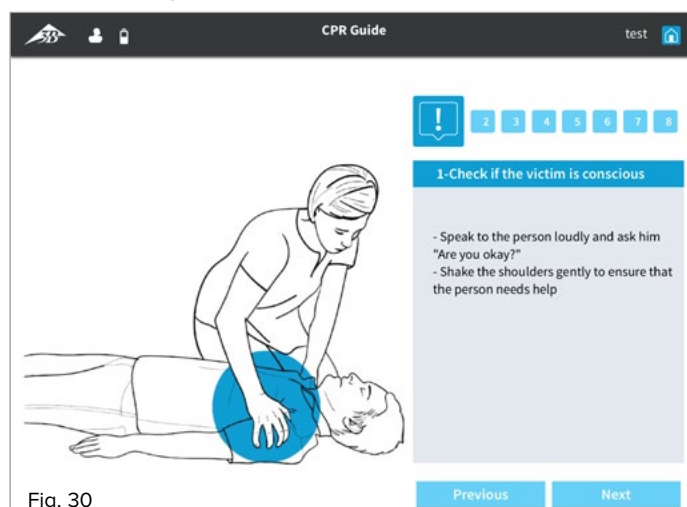 3B
CPR Guide
test
! 2 3 4 5 6 7 8
1-Check if the victim is conscious
- Speak to the person loudly and ask him
"Are you okay?"
- Shake the shoulders gently to ensure that
the person needs help
Previous Next
Fig. 30